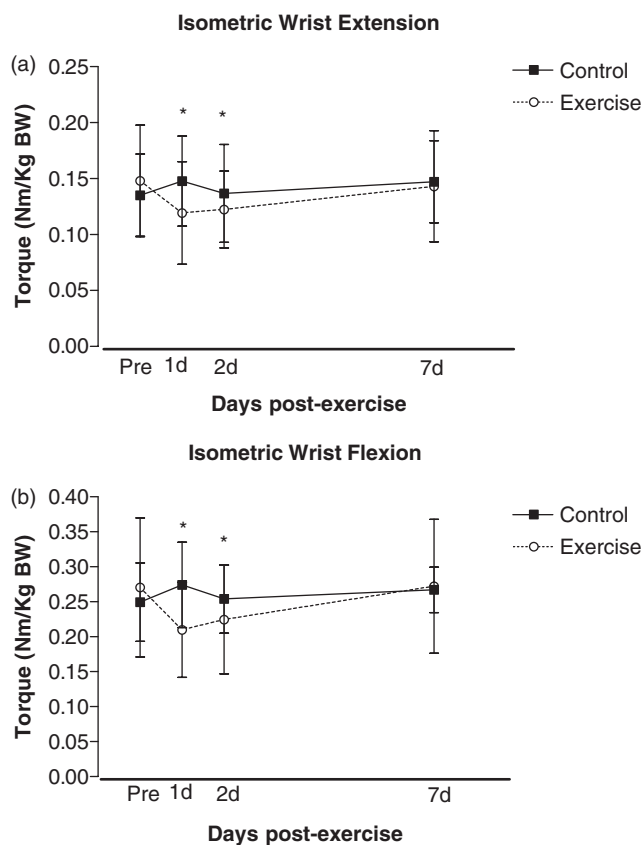 Isometric Wrist Extension
(a)
Control
Exercise
0.25
0.20
0.15
0.10
0.05
0.00
Torque (Nm/Kg BW)
* *
Pre 1d 2d 7d
Days post-exercise
Isometric Wrist Flexion
(b)
Control
Exercise
0.40
0.35
0.30
0.25
0.20
0.15
0.10
0.05
0.00
Torque (Nm/Kg BW)
* *
Pre 1d 2d 7d
Days post-exercise